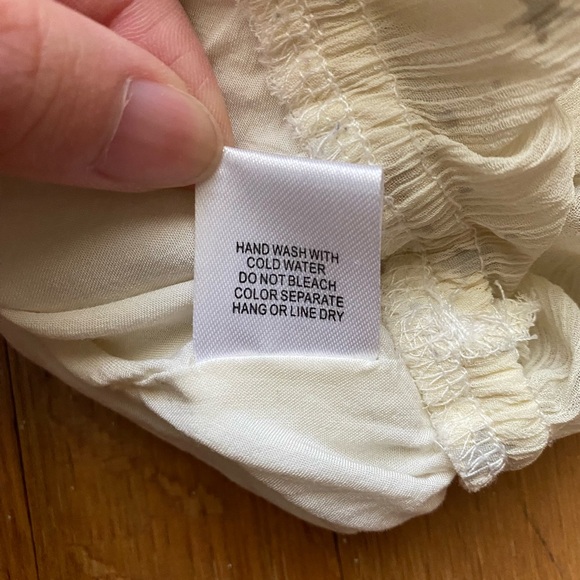 HAND WASH WITH
COLD WATER
DO NOT BLEACH
COLOR SEPARATE
HANG OR LINE DRY